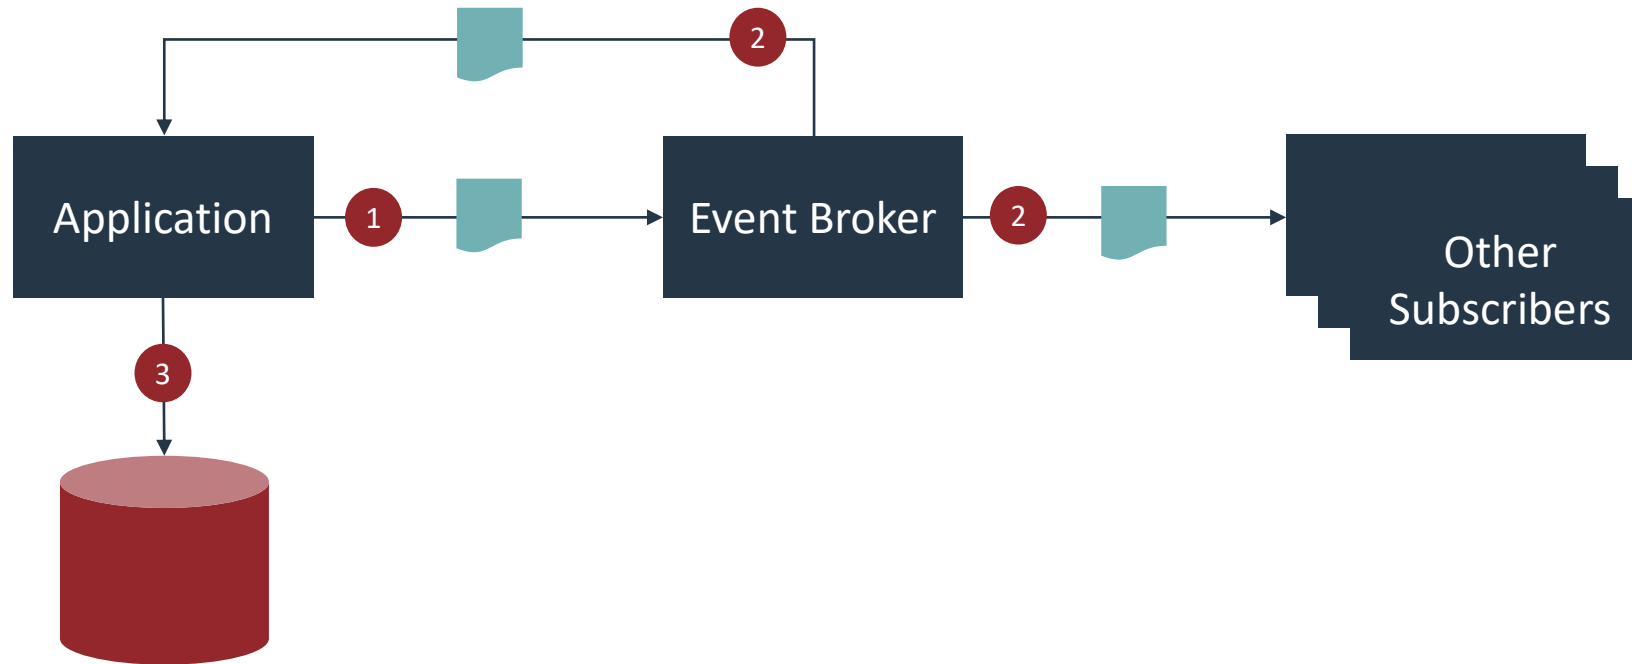 2
Application
1
Event Broker
2
Other
Subscribers
3